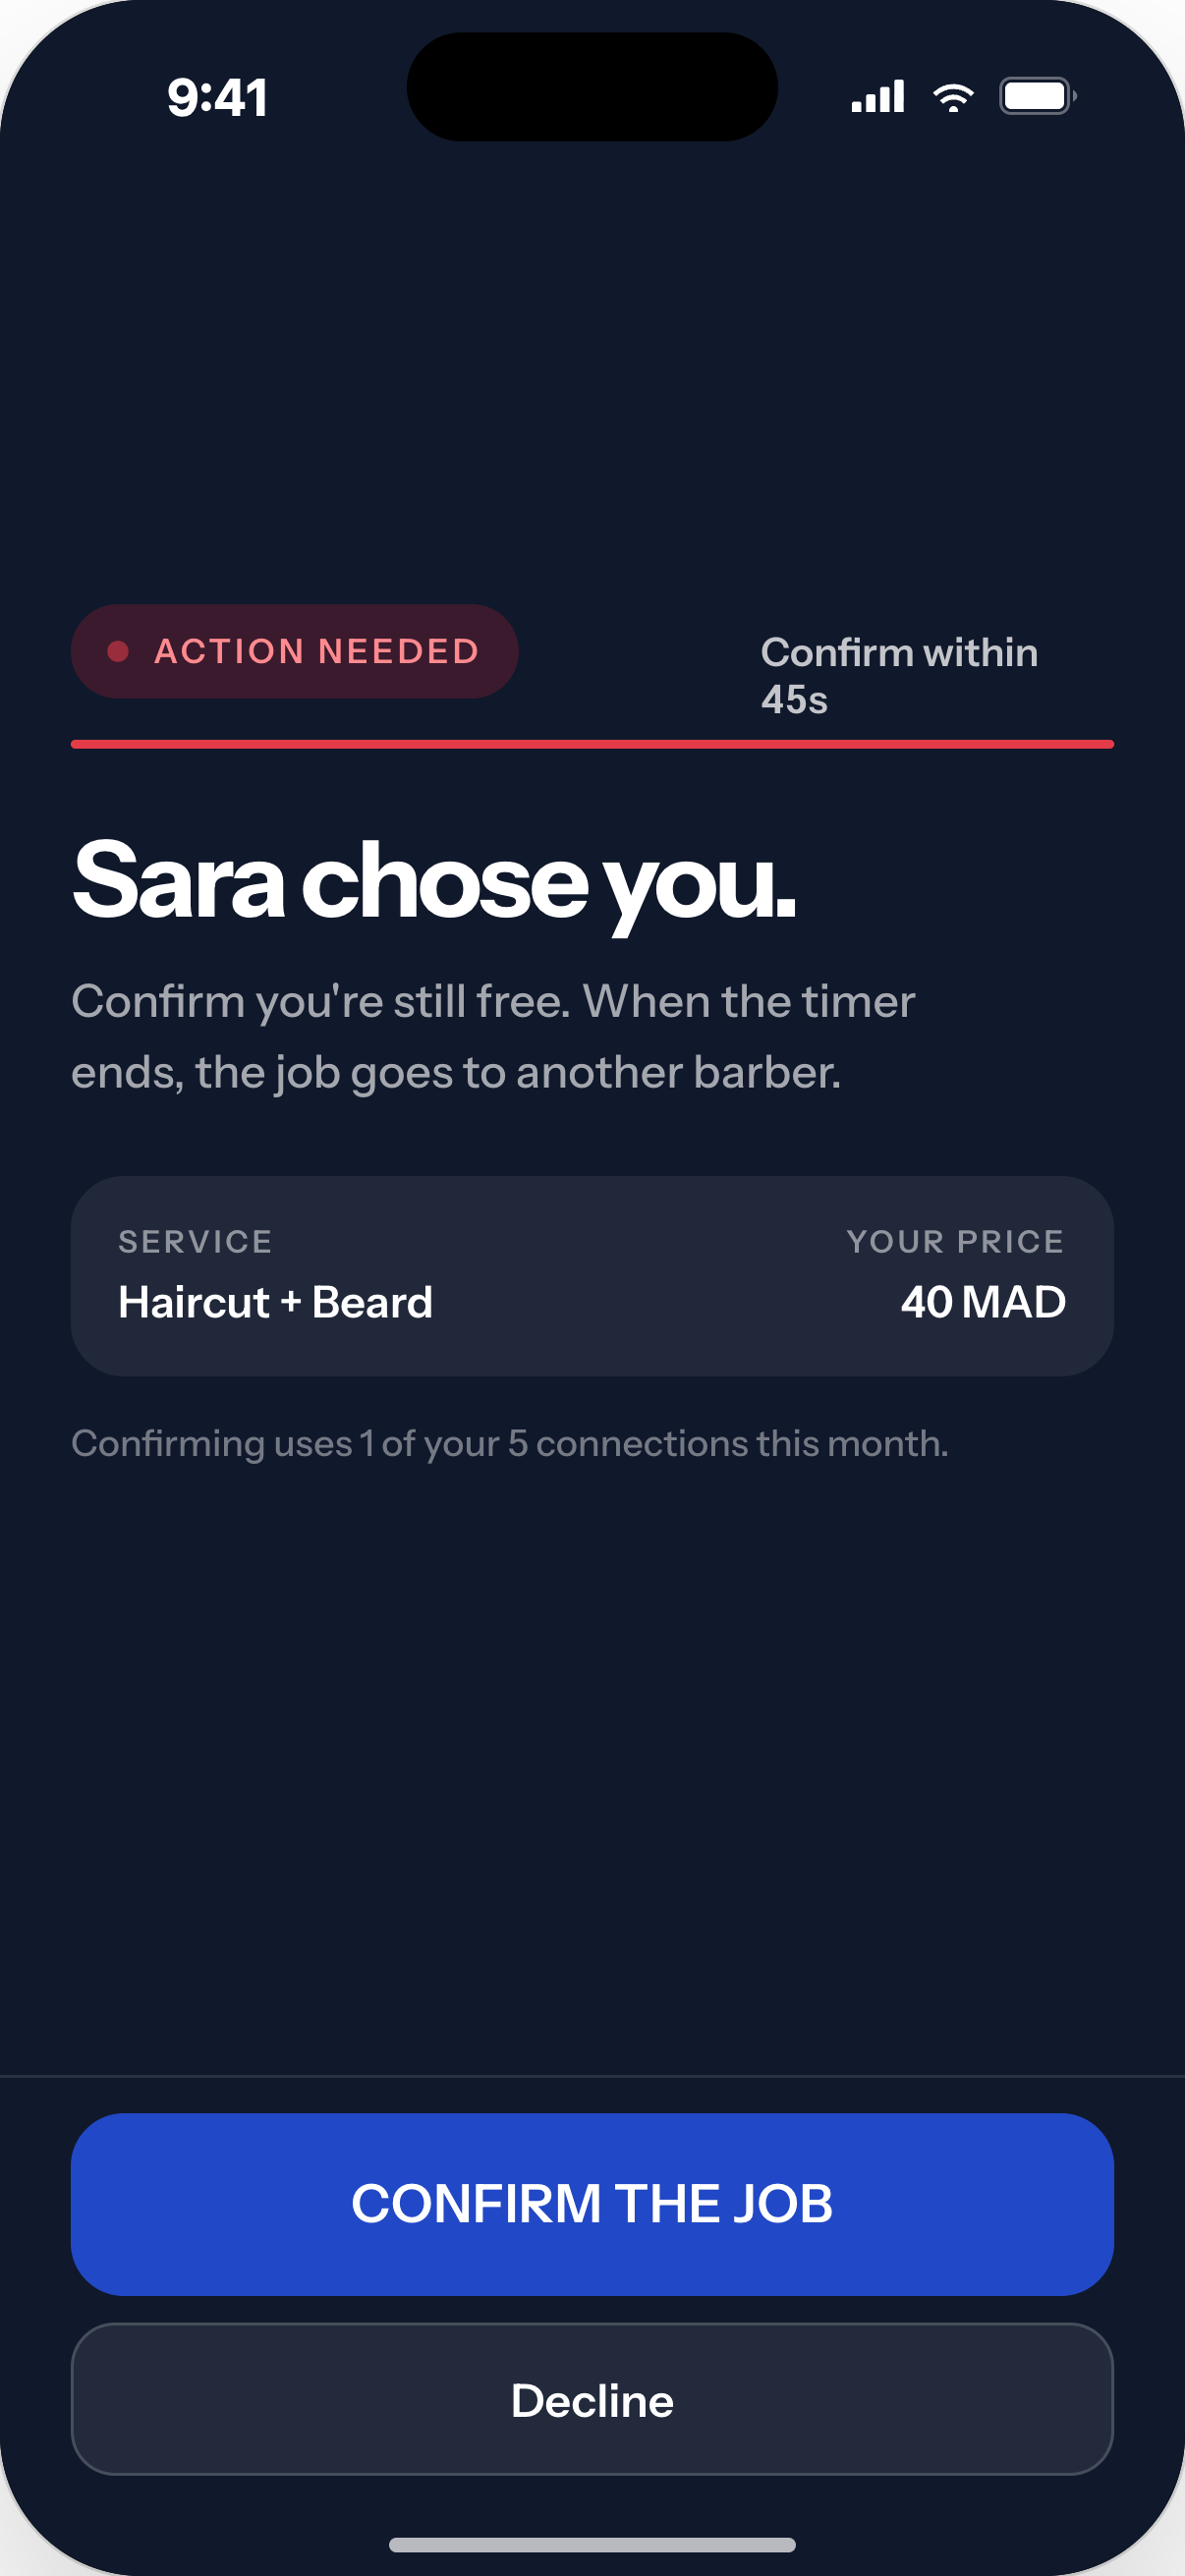 9:41
ACTION NEEDED
Confirm within
45s
Sara chose you.
Confirm you're still free. When the timer
ends, the job goes to another barber.
SERVICE
YOUR PRICE
Haircut + Beard
40 MAD
Confirming uses 1 of your 5 connections this month.
CONFIRM THE JOB
Decline